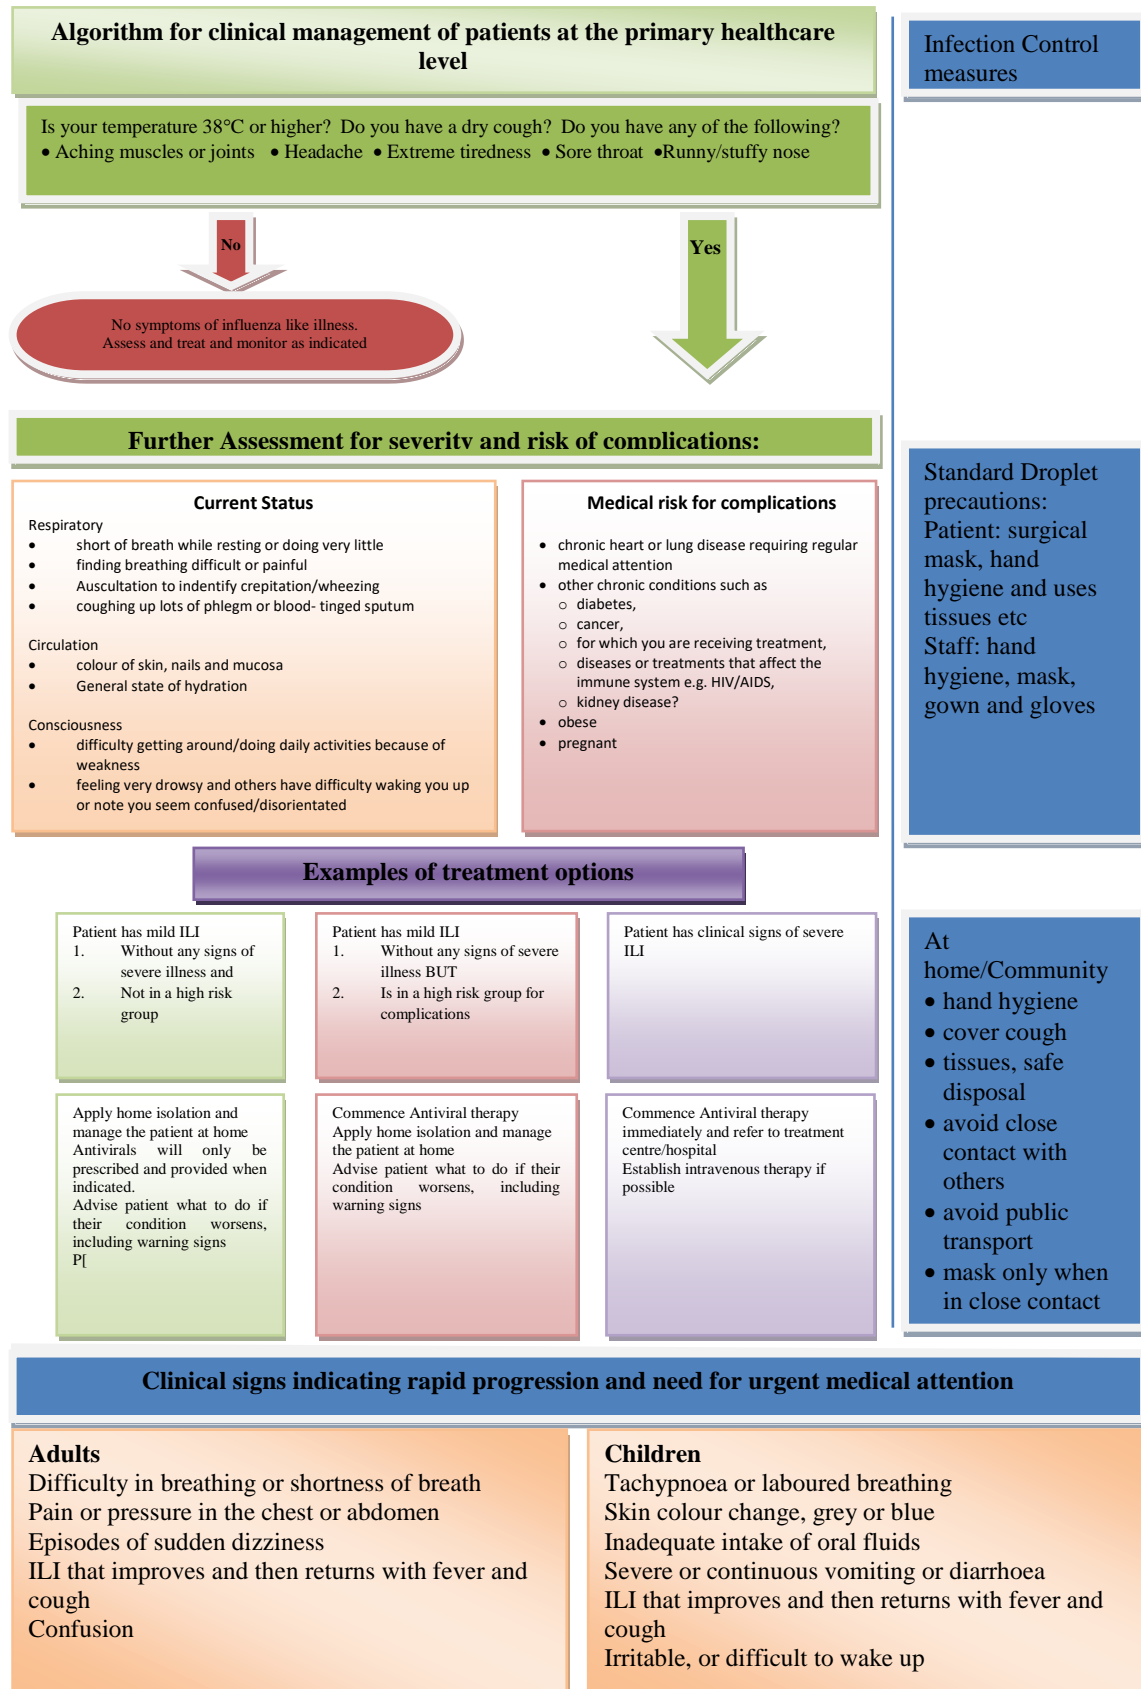 Algorithm for clinical management of patients at the primary healthcare
level
Infection Control
measures
Is your temperature 38°C or higher? Do you have a dry cough? Do you have any of the following?
• Aching muscles or joints • Headache • Extreme tiredness • Sore throat •Runny/stuffy nose
No
Yes
No symptoms of influenza like illness.
Assess and treat and monitor as indicated
Further Assessment for severity and risk of complications:
Current Status
Respiratory
• short of breath while resting or doing very little
• finding breathing difficult or painful
• Auscultation to indentify crepitation/wheezing
• coughing up lots of phlegm or blood- tinged sputum
Circulation
• colour of skin, nails and mucosa
• General state of hydration
Consciousness
• difficulty getting around/doing daily activities because of
weakness
• feeling very drowsy and others have difficulty waking you up
or note you seem confused/disorientated
Medical risk for complications
• chronic heart or lung disease requiring regular
medical attention
• other chronic conditions such as
o diabetes,
o cancer,
o for which you are receiving treatment,
o diseases or treatments that affect the
immune system e.g. HIV/AIDS,
o kidney disease?
• obese
• pregnant
Standard Droplet
precautions:
Patient: surgical
mask, hand
hygiene and uses
tissues etc
Staff: hand
hygiene, mask,
gown and gloves
Examples of treatment options
Patient has mild ILI
1. Without any signs of
severe illness and
2. Not in a high risk
group
Patient has mild ILI
1. Without any signs of severe
illness BUT
2. Is in a high risk group for
complications
Patient has clinical signs of severe
ILI
Apply home isolation and
manage the patient at home
Antivirals will only be
prescribed and provided when
indicated.
Advise patient what to do if
their condition worsens,
including warning signs
P[
Commence Antiviral therapy
Apply home isolation and manage
the patient at home
Advise patient what to do if their
condition worsens, including
warning signs
Commence Antiviral therapy
immediately and refer to treatment
centre/hospital
Establish intravenous therapy if
possible
At
home/Community
• hand hygiene
• cover cough
• tissues, safe
disposal
• avoid close
contact with
others
• avoid public
transport
• mask only when
in close contact
Clinical signs indicating rapid progression and need for urgent medical attention
Adults
Difficulty in breathing or shortness of breath
Pain or pressure in the chest or abdomen
Episodes of sudden dizziness
ILI that improves and then returns with fever and
cough
Confusion
Children
Tachypnoea or laboured breathing
Skin colour change, grey or blue
Inadequate intake of oral fluids
Severe or continuous vomiting or diarrhoea
ILI that improves and then returns with fever and
cough
Irritable, or difficult to wake up